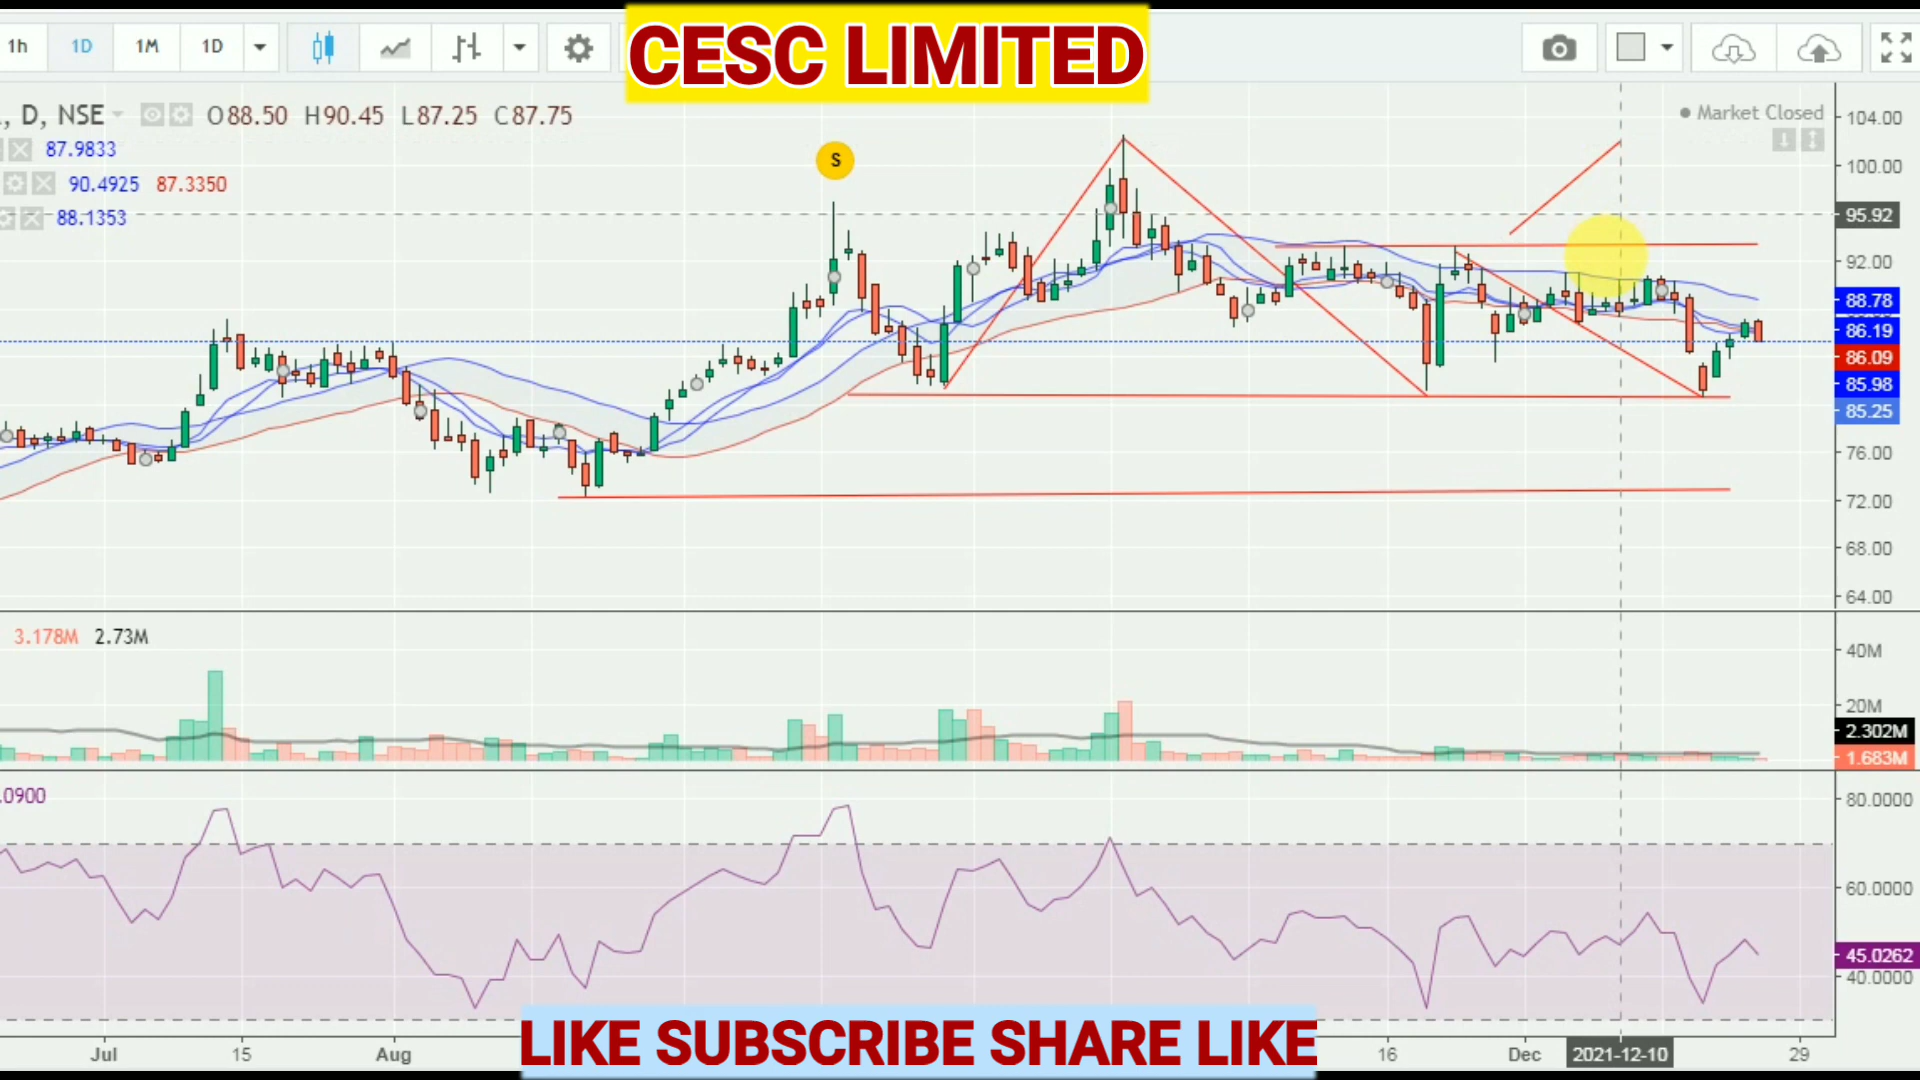 CESC LIMITED
1h 1D 1M 1D
, D, NSE O88.50 H90.45 L87.25 C87.75
Market Closed
87.9833
90.4925 87.3350
88.1353
S
104.00
100.00
95.92
92.00
88.78
86.19
86.09
85.98
85.25
76.00
72.00
68.00
64.00
3.178M 2.73M
40M
20M
2.302M
1.683M
.0900
80.0000
60.0000
45.0262
40.0000
LIKE SUBSCRIBE SHARE LIKE
Jul 15 Aug 16 Dec 2021-12-10 29